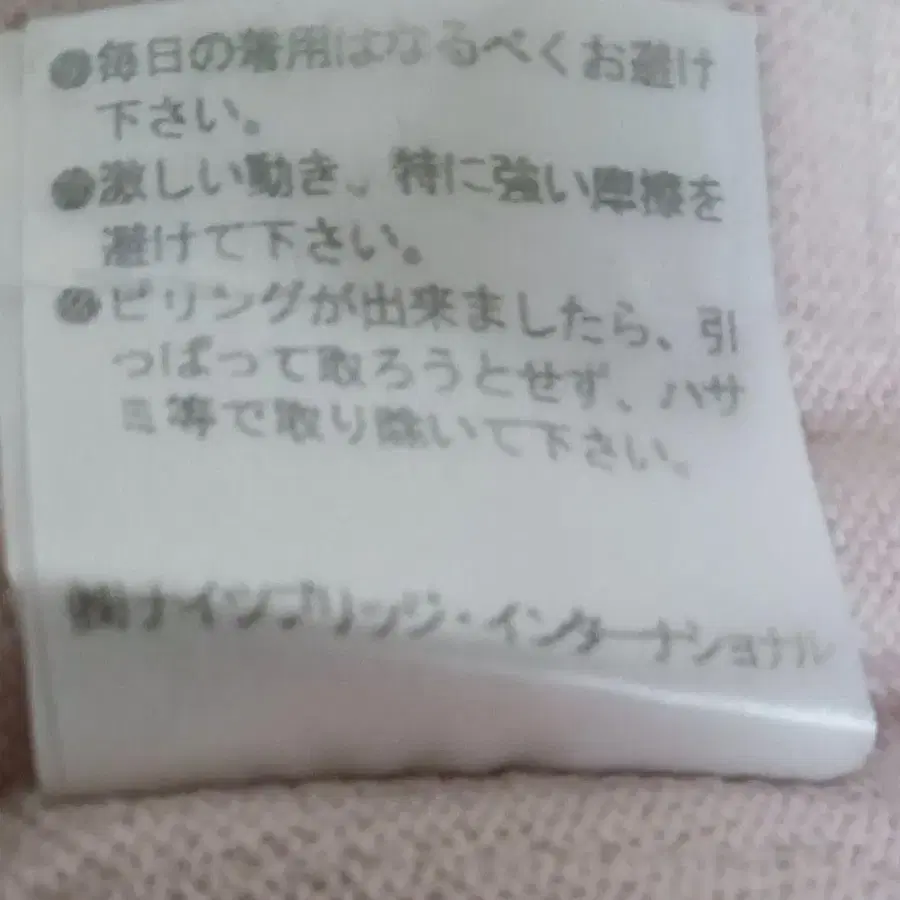 ●毎日の着用はなるべくお避け
下さい。
●激しい動き、特に強い摩擦を
避けて下さい。
●ピリングが出来ましたら、引
っぱって取ろうとせず、ハサ
ミ等で取り除いて下さい。
㈱ナイツブリッジ・インターナショナル